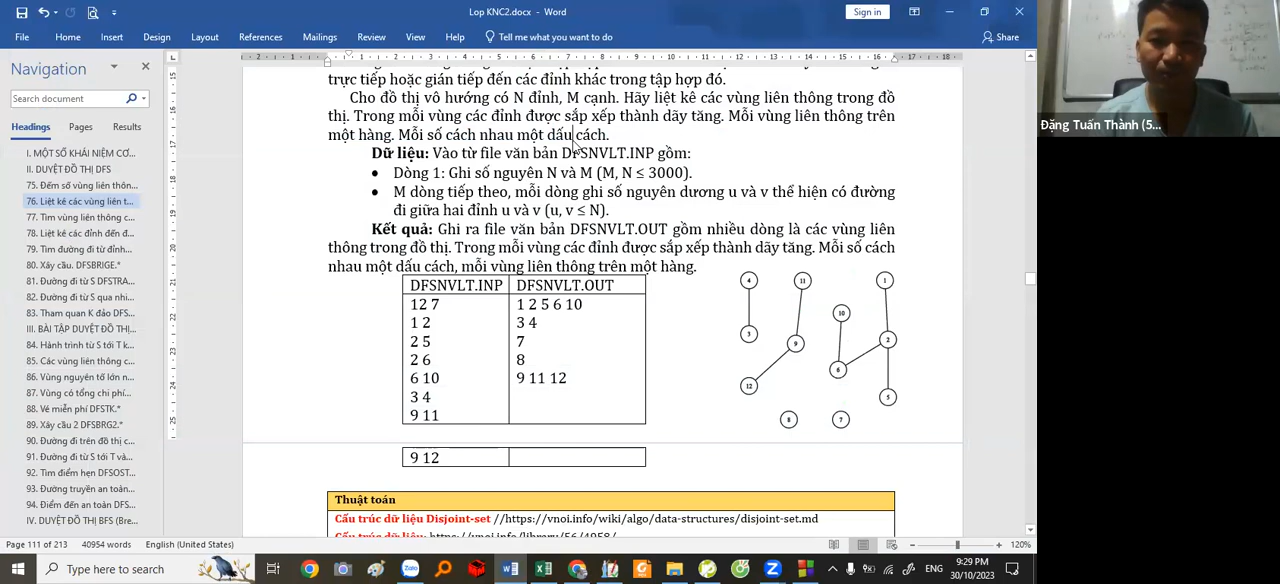 Lop KNC2.docx - Word
Sign in
File Home Insert Design Layout References Mailings Review View Help Tell me what you want to do Share
Navigation
Search document
Headings Pages Results
I. MỘT SỐ KHÁI NIỆM CƠ...
II. DUYỆT ĐỒ THỊ DFS
75. Đếm số vùng liên thôn...
76. Liệt kê các vùng liên t...
77. Tìm vùng liên thông c...
78. Liệt kê các đỉnh đến đ...
79. Tìm đường đi từ đỉnh...
80. Xây cầu. DFSBRIGE.*
81. Đường đi từ S DFSTRA...
82. Đường đi từ S qua nhi...
83. Tham quan K đảo DFS...
III. BÀI TẬP DUYỆT ĐỒ TH...
84. Hành trình từ S tới T k...
85. Các vùng liên thông c...
86. Vùng nguyên tố lớn n...
87. Vùng có tổng chi phí...
88. Vé miễn phí DFSTK.*
89. Xây cầu 2 DFSBRG2.*
90. Đường đi trên đồ thị c...
91. Đường đi từ S tới T và...
92. Tìm điểm hẹn DFSOST...
93. Đường truyền an toàn...
94. Điểm đến an toàn DFS...
IV. DUYỆT ĐỒ THỊ BFS (Bre...
trực tiếp hoặc gián tiếp đến các đỉnh khác trong tập hợp đó.
Cho đồ thị vô hướng có N đỉnh, M cạnh. Hãy liệt kê các vùng liên thông trong đồ
thị. Trong mỗi vùng các đỉnh được sắp xếp thành dãy tăng. Mỗi vùng liên thông trên
một hàng. Mỗi số cách nhau một dấu cách.
Dữ liệu: Vào từ file văn bản DFSNVLT.INP gồm:
• Dòng 1: Ghi số nguyên N và M (M, N ≤ 3000).
• M dòng tiếp theo, mỗi dòng ghi số nguyên dương u và v thể hiện có đường
đi giữa hai đỉnh u và v (u, v ≤ N).
Kết quả: Ghi ra file văn bản DFSNVLT.OUT gồm nhiều dòng là các vùng liên
thông trong đồ thị. Trong mỗi vùng các đỉnh được sắp xếp thành dãy tăng. Mỗi số cách
nhau một dấu cách, mỗi vùng liên thông trên một hàng.
DFSNVLT.INP DFSNVLT.OUT
12 7 1 2 5 6 10
1 2 3 4
2 5 7
2 6 8
6 10 9 11 12
3 4
9 11
9 12
4 11 1
10
3 9 2
6
12 5
8 7
Thuật toán
Cấu trúc dữ liệu Disjoint-set //https://vnoi.info/wiki/algo/data-structures/disjoint-set.md
Đặng Tuấn Thành (5...
Page 111 of 213 40954 words English (United States) 120%
Type here to search
ENG
9:29 PM
30/10/2023